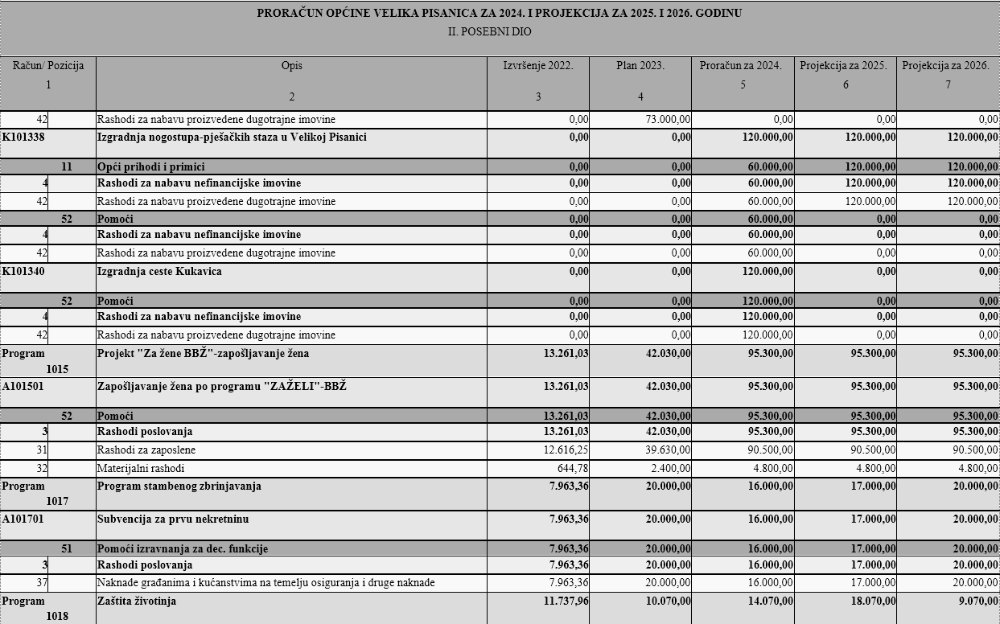 PRORAČUN OPĆINE VELIKA PISANICA ZA 2024. I PROJEKCIJA ZA 2025. I 2026. GODINU
II. POSEBNI DIO
Račun/ Pozicija Opis Izvršenje 2022. Plan 2023. Proračun za 2024. Projekcija za 2025. Projekcija za 2026.
1 2 3 4 5 6 7
42 Rashodi za nabavu proizvedene dugotrajne imovine 0,00 73.000,00 0,00 0,00 0,00
K101338 Izgradnja nogostupa-pješačkih staza u Velikoj Pisanici 0,00 0,00 120.000,00 120.000,00 120.000,00
11 Opći prihodi i primici 0,00 0,00 60.000,00 120.000,00 120.000,00
4 Rashodi za nabavu nefinancijske imovine 0,00 0,00 60.000,00 120.000,00 120.000,00
42 Rashodi za nabavu proizvedene dugotrajne imovine 0,00 0,00 60.000,00 120.000,00 120.000,00
52 Pomoći 0,00 0,00 60.000,00 0,00 0,00
4 Rashodi za nabavu nefinancijske imovine 0,00 0,00 60.000,00 0,00 0,00
42 Rashodi za nabavu proizvedene dugotrajne imovine 0,00 0,00 60.000,00 0,00 0,00
K101340 Izgradnja ceste Kukavica 0,00 0,00 120.000,00 0,00 0,00
52 Pomoći 0,00 0,00 120.000,00 0,00 0,00
4 Rashodi za nabavu nefinancijske imovine 0,00 0,00 120.000,00 0,00 0,00
42 Rashodi za nabavu proizvedene dugotrajne imovine 0,00 0,00 120.000,00 0,00 0,00
Program Projekt "Za žene BBŽ"-zapošljavanje žena 13.261,03 42.030,00 95.300,00 95.300,00 95.300,00
1015
A101501 Zapošljavanje žena po programu "ZAŽELI"-BBŽ 13.261,03 42.030,00 95.300,00 95.300,00 95.300,00
52 Pomoći 13.261,03 42.030,00 95.300,00 95.300,00 95.300,00
3 Rashodi poslovanja 13.261,03 42.030,00 95.300,00 95.300,00 95.300,00
31 Rashodi za zaposlene 12.616,25 39.630,00 90.500,00 90.500,00 90.500,00
32 Materijalni rashodi 644,78 2.400,00 4.800,00 4.800,00 4.800,00
Program Program stambenog zbrinjavanja 7.963,36 20.000,00 16.000,00 17.000,00 20.000,00
1017
A101701 Subvencija za prvu nekretninu 7.963,36 20.000,00 16.000,00 17.000,00 20.000,00
51 Pomoći izravnanja za dec. funkcije 7.963,36 20.000,00 16.000,00 17.000,00 20.000,00
3 Rashodi poslovanja 7.963,36 20.000,00 16.000,00 17.000,00 20.000,00
37 Naknade građanima i kućanstvima na temelju osiguranja i druge naknade 7.963,36 20.000,00 16.000,00 17.000,00 20.000,00
Program Zaštita životinja 11.737,96 10.070,00 14.070,00 18.070,00 9.070,00
1018